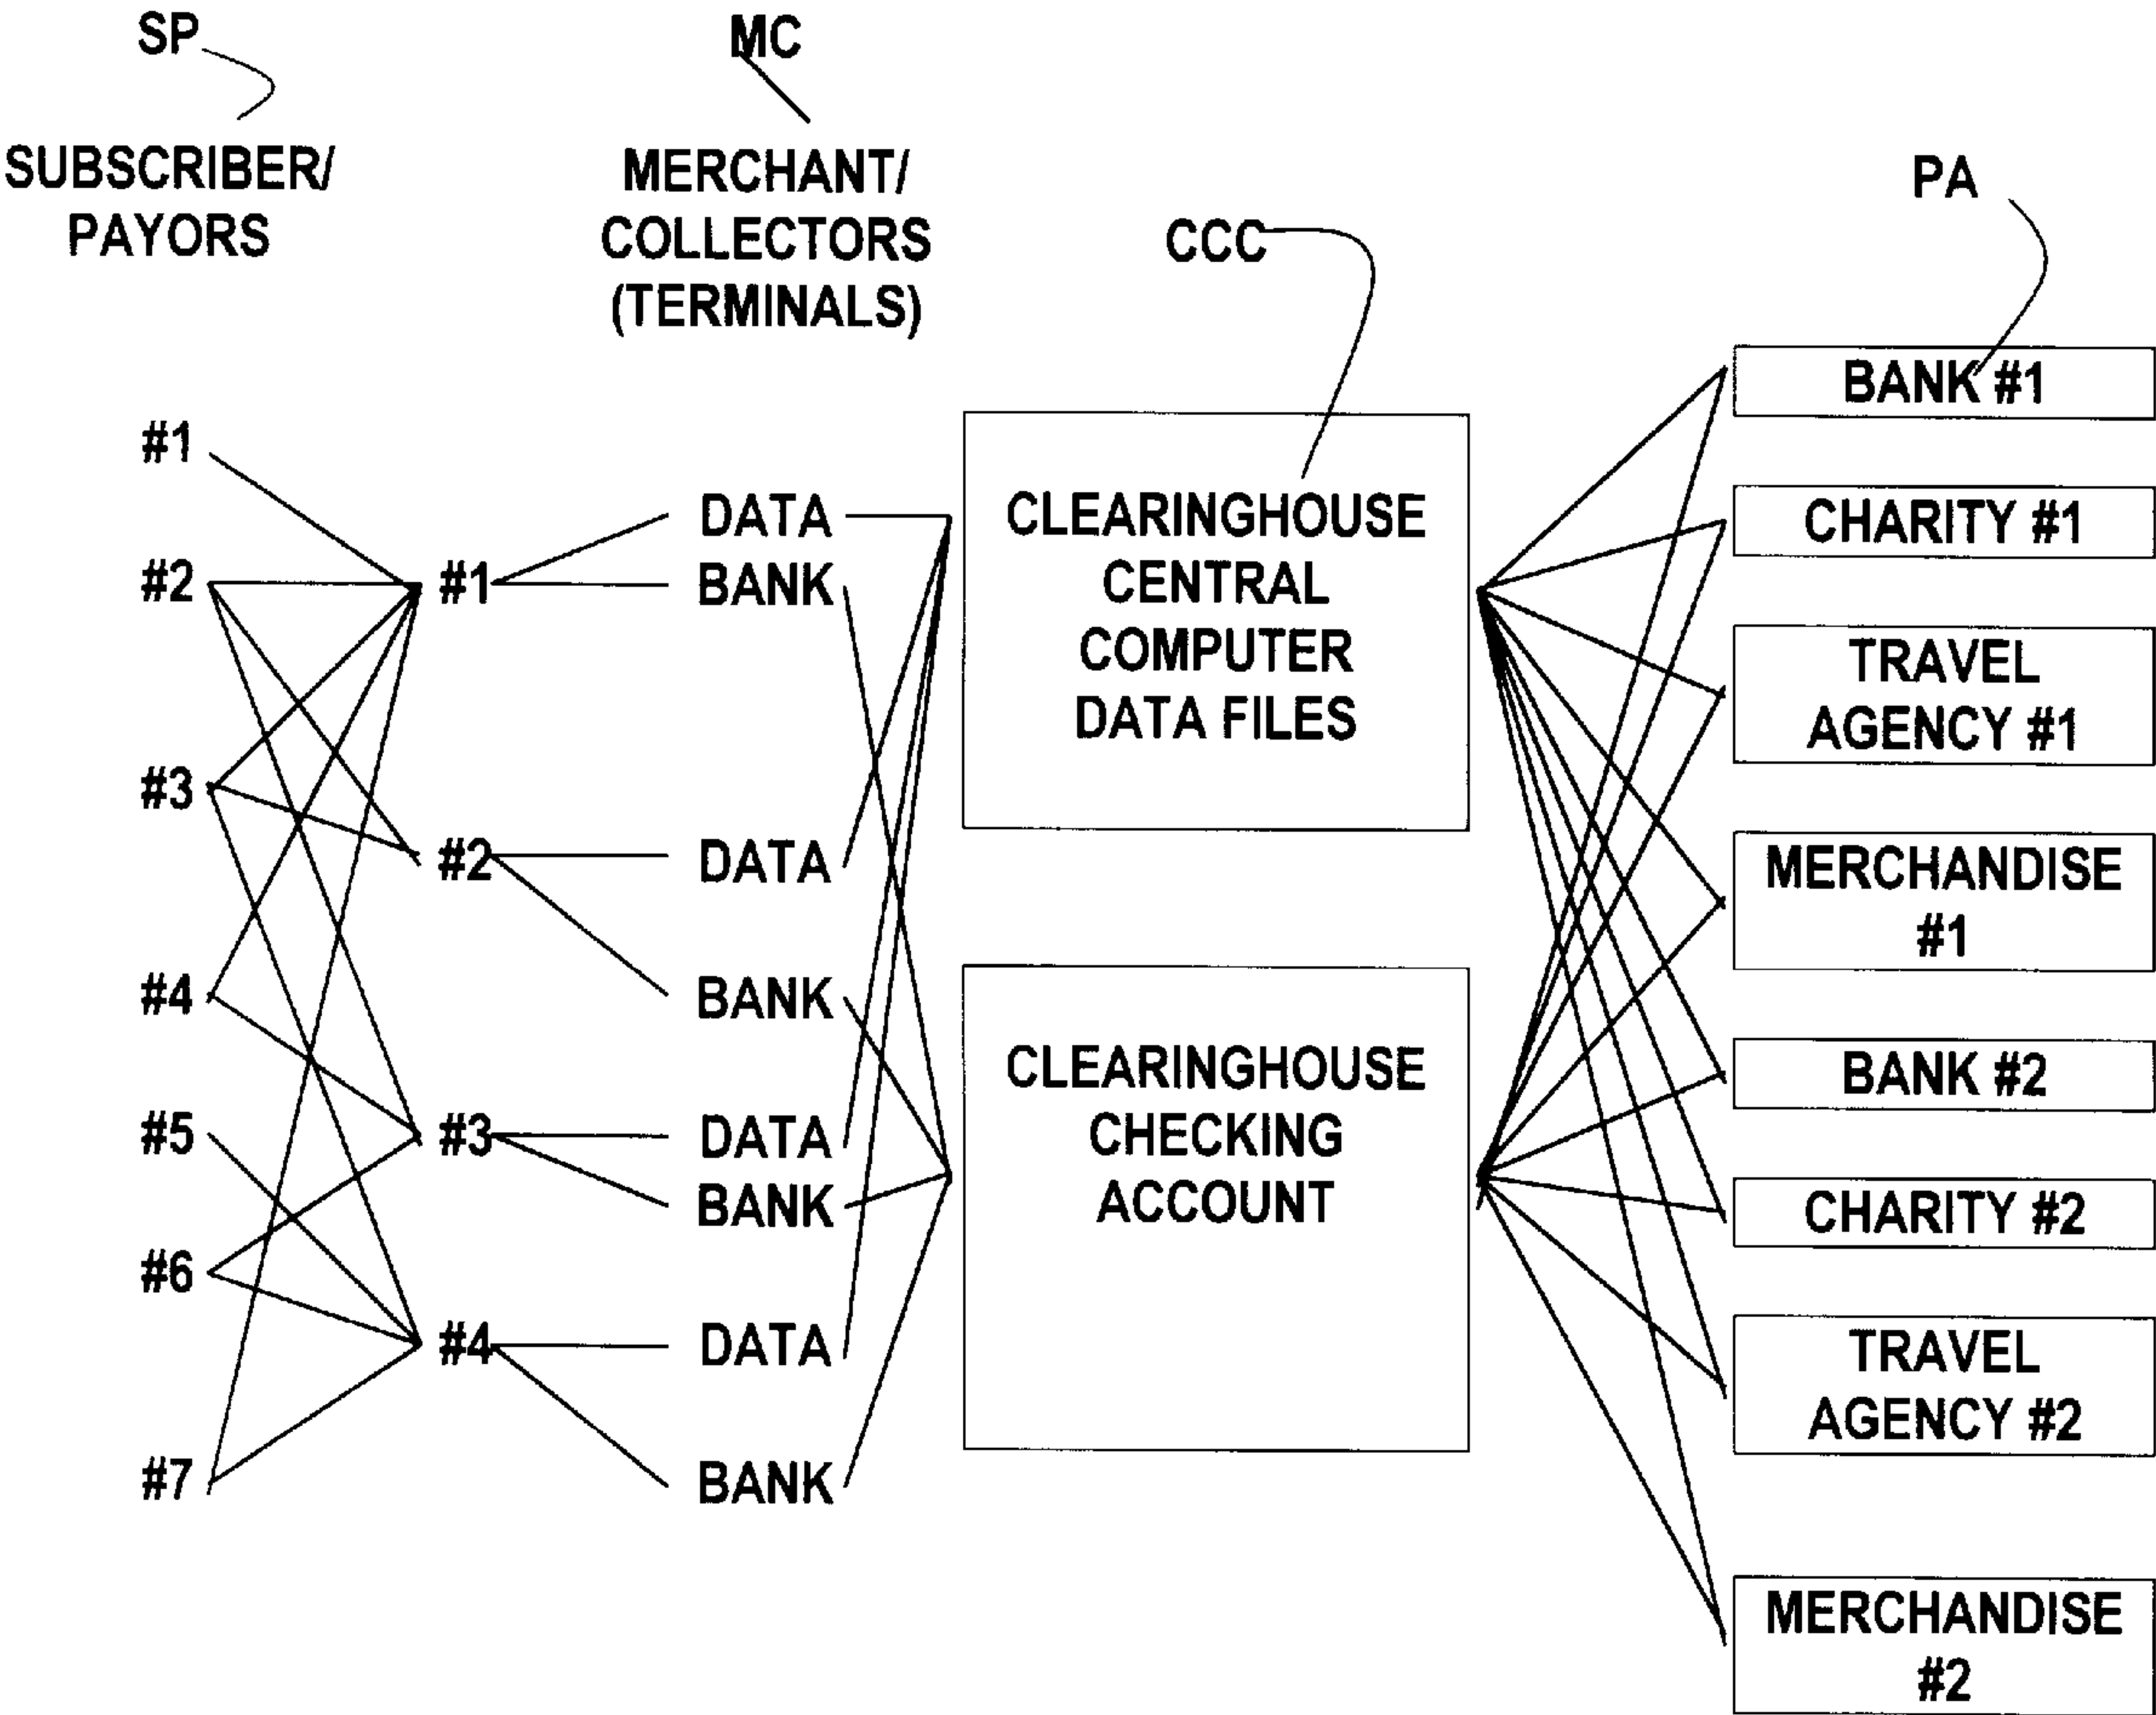 SP
SUBSCRIBER/
PAYORS
#1
#2
#3
#4
#5
#6
#7
MC
MERCHANT/
COLLECTORS
(TERMINALS)
#1
#2
#3
#4
DATA
BANK
DATA
BANK
DATA
BANK
DATA
BANK
CCC
CLEARINGHOUSE
CENTRAL
COMPUTER
DATA FILES
CLEARINGHOUSE
CHECKING
ACCOUNT
PA
BANK #1
CHARITY #1
TRAVEL
AGENCY #1
MERCHANDISE
#1
BANK #2
CHARITY #2
TRAVEL
AGENCY #2
MERCHANDISE
#2